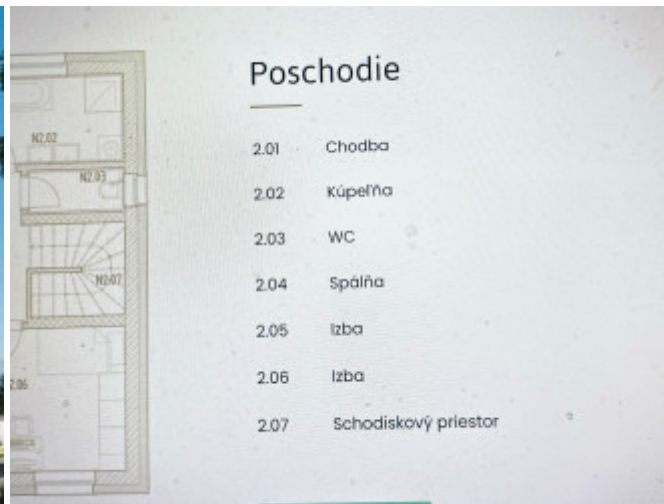 Poschodie
2.01 Chodba
2.02 Kúpeľňa
2.03 WC
2.04 Spálňa
2.05 Izba
2.06 Izba
2.07 Schodiskový priestor
N2.02
N2.03
N2.07
2.06